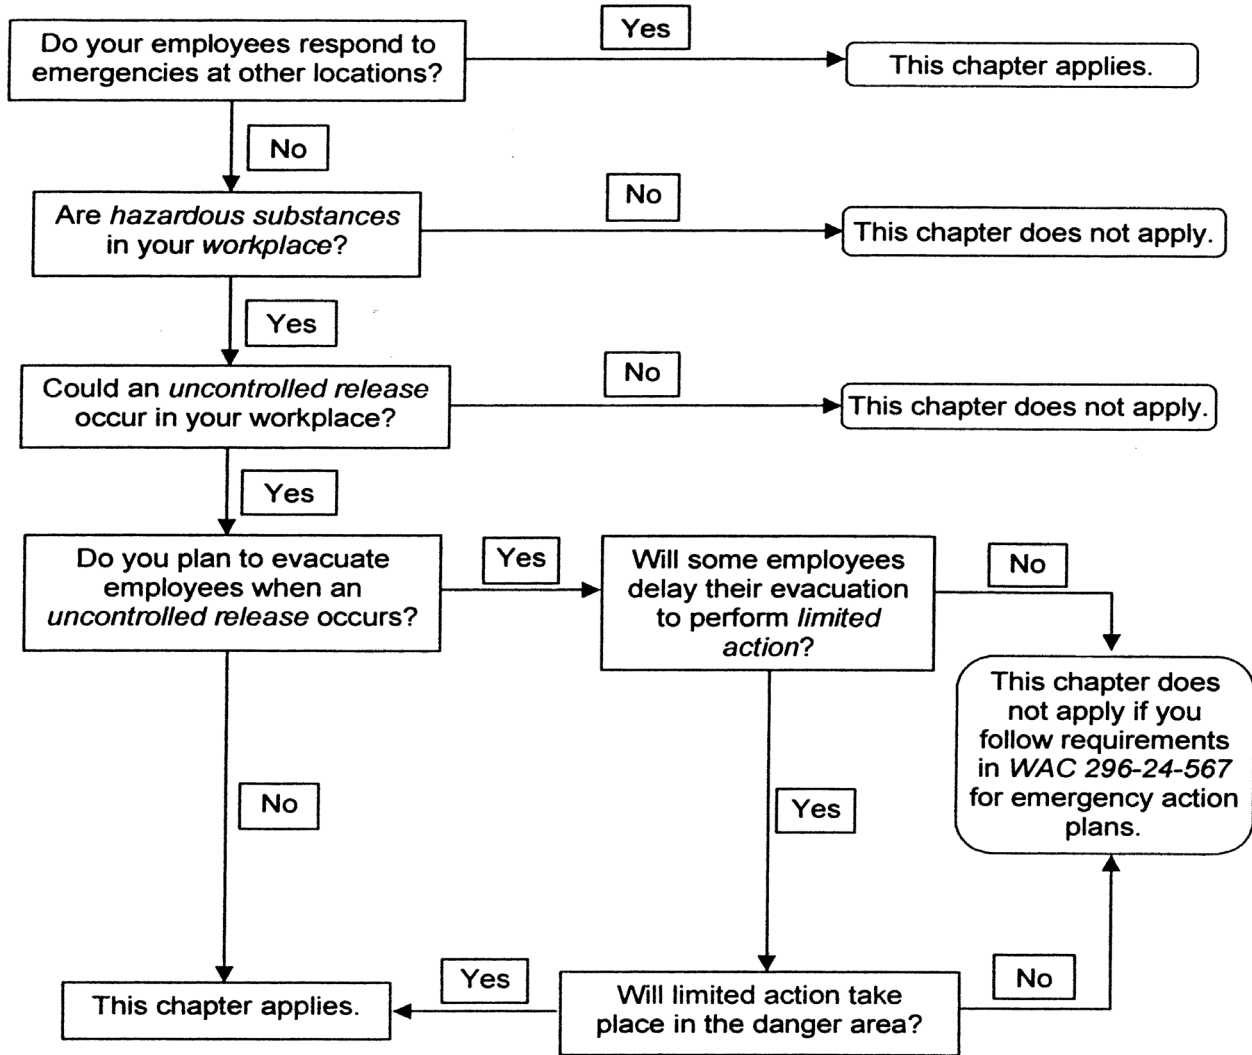 Do your employees respond to
emergencies at other locations?
Yes
This chapter applies.
No
Are hazardous substances
in your workplace?
No
This chapter does not apply.
Yes
Could an uncontrolled release
occur in your workplace?
No
This chapter does not apply.
Yes
Do you plan to evacuate
employees when an
uncontrolled release occurs?
Yes
Will some employees
delay their evacuation
to perform limited
action?
No
This chapter does
not apply if you
follow requirements
in WAC 296-24-567
for emergency action
plans.
No
Yes
This chapter applies.
Yes
Will limited action take
place in the danger area?
No